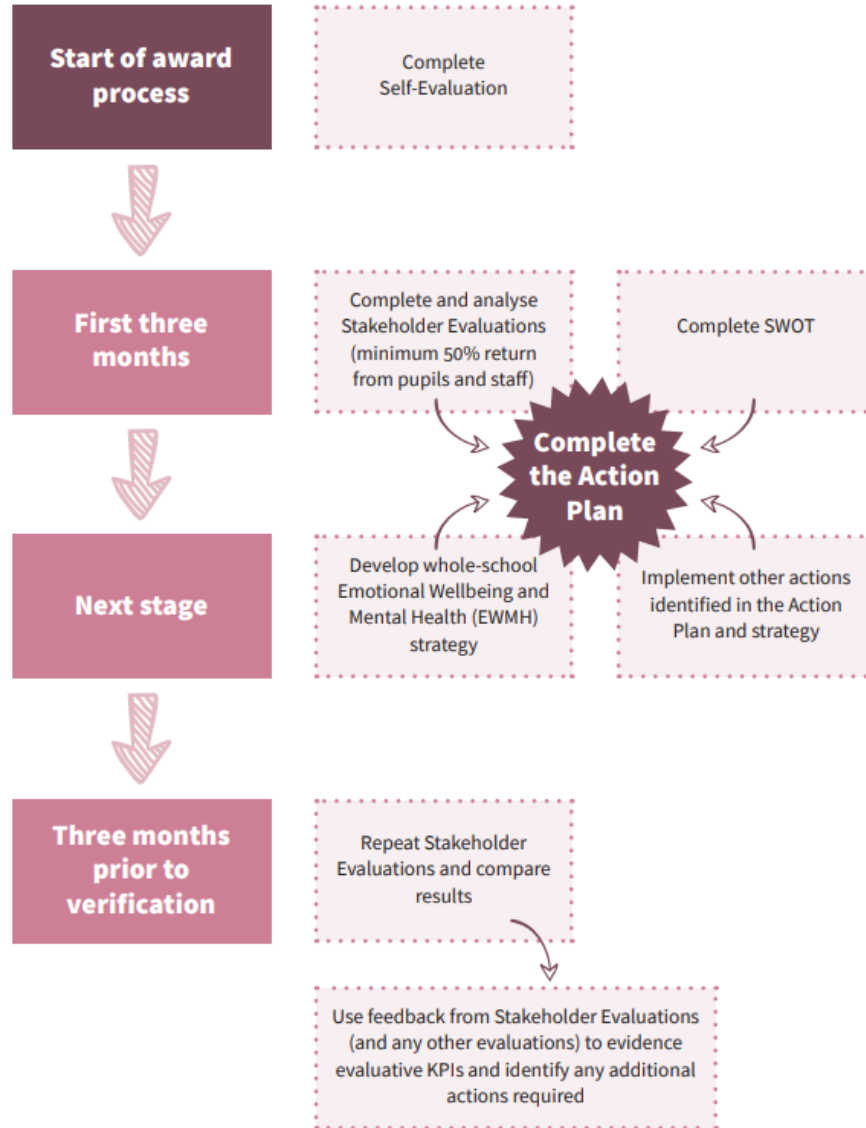 Start of award
process
Complete
Self-Evaluation
First three
months
Complete and analyse
Stakeholder Evaluations
(minimum 50% return
from pupils and staff)
Complete SWOT
Complete
the Action
Plan
Next stage
Develop whole-school
Emotional Wellbeing and
Mental Health (EWMH)
strategy
Implement other actions
identified in the Action
Plan and strategy
Three months
prior to
verification
Repeat Stakeholder
Evaluations and compare
results
Use feedback from Stakeholder Evaluations
(and any other evaluations) to evidence
evaluative KPIs and identify any additional
actions required